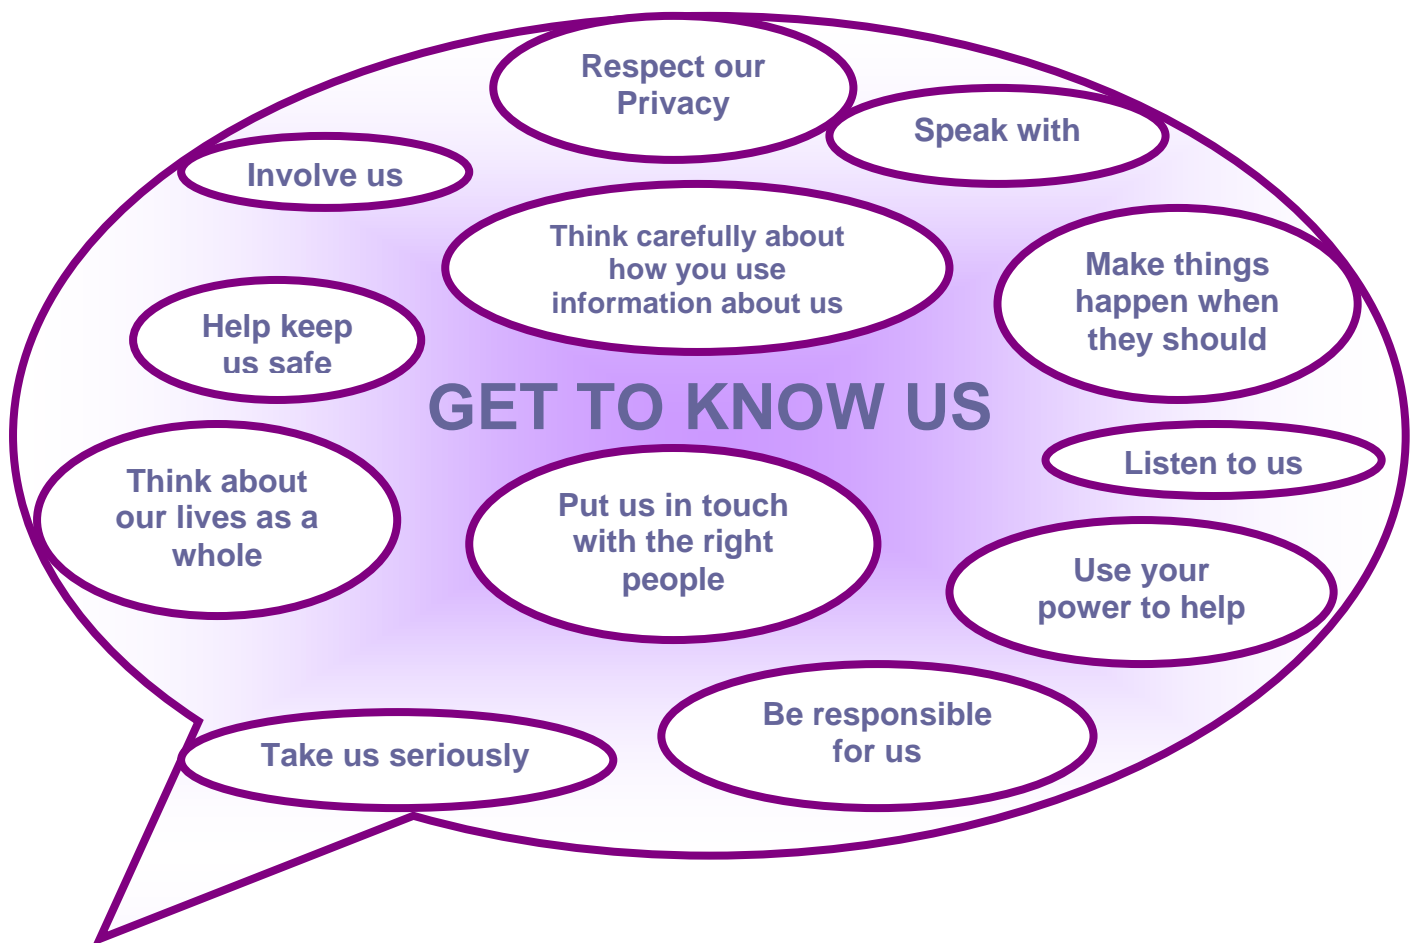 Respect our
Privacy
Speak with
Involve us
Think carefully about
how you use
information about us
Make things
happen when
they should
Help keep
us safe
GET TO KNOW US
Listen to us
Think about
our lives as a
whole
Put us in touch
with the right
people
Use your
power to help
Be responsible
for us
Take us seriously